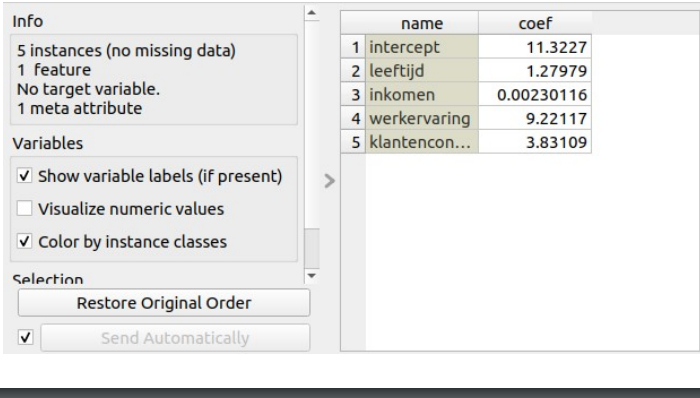 Info
5 instances (no missing data)
1 feature
No target variable.
1 meta attribute
Variables
Show variable labels (if present)
Visualize numeric values
Color by instance classes
Selection
Restore Original Order
Send Automatically
name coef
1 intercept 11.3227
2 leeftijd 1.27979
3 inkomen 0.00230116
4 werkervaring 9.22117
5 klantencon... 3.83109